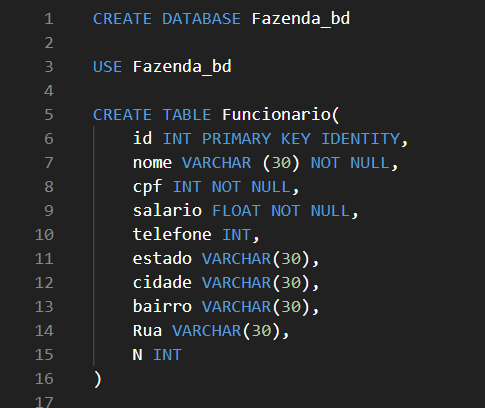 1 CREATE DATABASE Fazenda_bd
2
3 USE Fazenda_bd
4
5 CREATE TABLE Funcionario(
6 id INT PRIMARY KEY IDENTITY,
7 nome VARCHAR (30) NOT NULL,
8 cpf INT NOT NULL,
9 salario FLOAT NOT NULL,
10 telefone INT,
11 estado VARCHAR(30),
12 cidade VARCHAR(30),
13 bairro VARCHAR(30),
14 Rua VARCHAR(30),
15 N INT
16 )
17